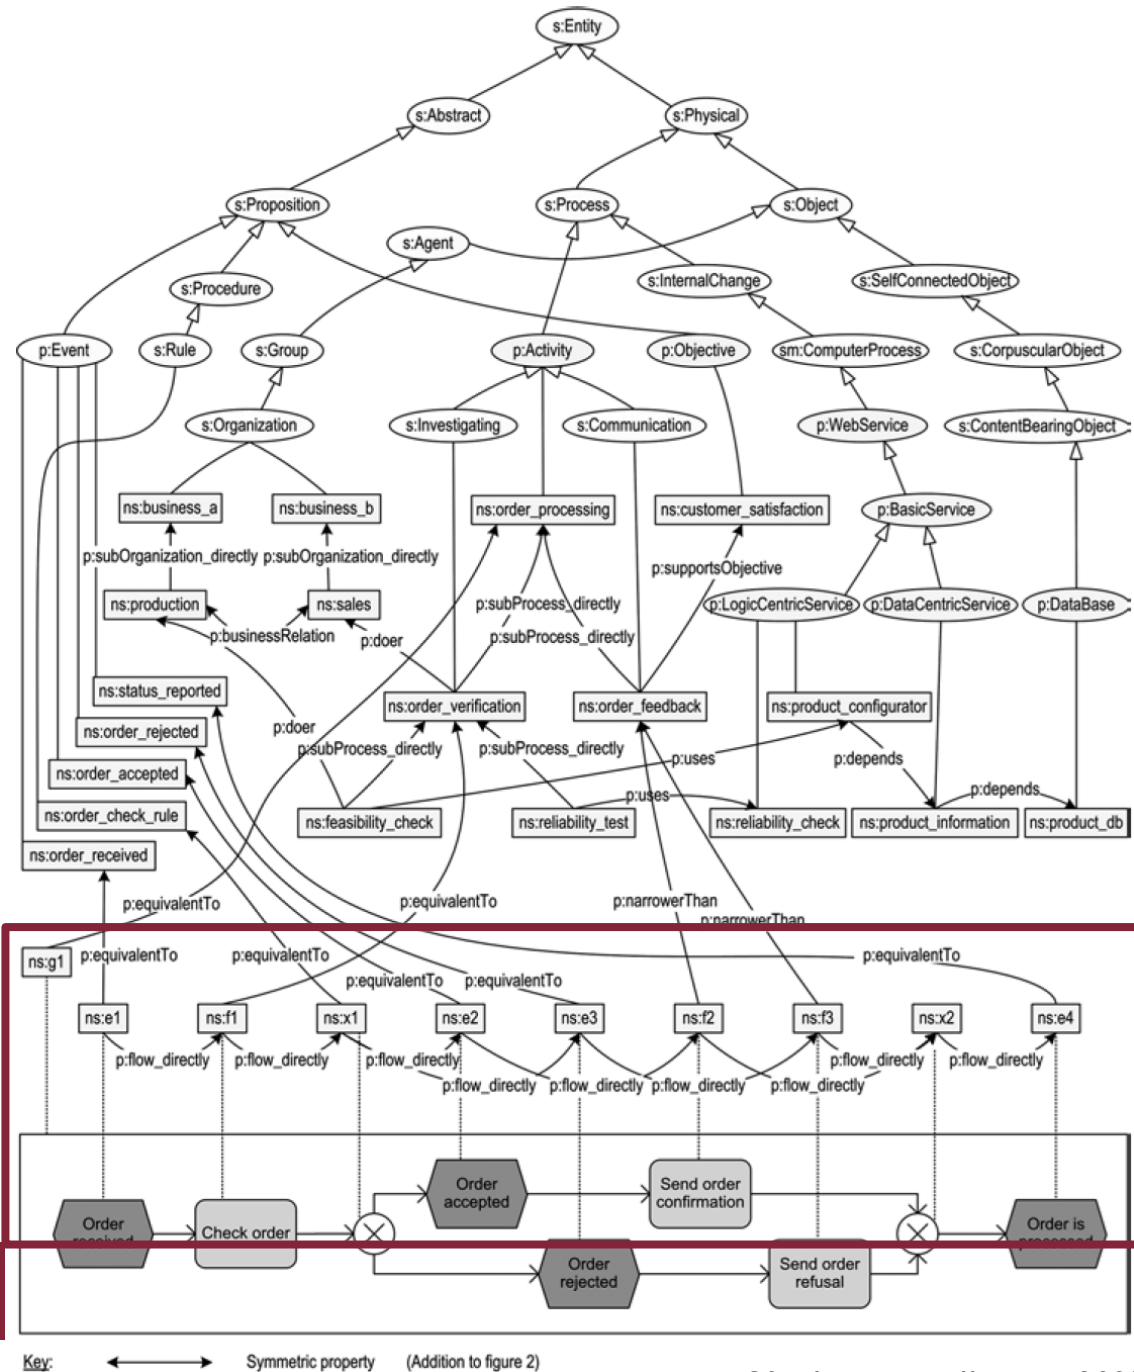 s:Entity
s:Abstract
s:Physical
s:Proposition
s:Process
s:Object
s:Agent
s:Procedure
s:InternalChange
s:SelfConnectedObject
p:Event
s:Rule
s:Group
p:Activity
p:Objective
sm:ComputerProcess
s:CorpuscularObject
s:Organization
s:Investigating
s:Communication
p:WebService
s:ContentBearingObject
ns:business_a
ns:business_b
ns:order_processing
ns:customer_satisfaction
p:BasicService
p:subOrganization_directly
p:subOrganization_directly
p:supportsObjective
ns:production
ns:sales
p:subProcess_directly
p:LogicCentricService
p:DataCentricService
p:DataBase
p:businessRelation
p:doer
p:subProcess_directly
ns:status_reported
ns:order_verification
ns:order_feedback
ns:product_configurator
ns:order_rejected
p:doer
p:subProcess_directly
p:subProcess_directly
p:uses
p:depends
ns:order_accepted
p:uses
p:depends
ns:order_check_rule
ns:feasibility_check
ns:reliability_test
ns:reliability_check
ns:product_information
ns:product_db
ns:order_received
p:equivalentTo
p:equivalentTo
p:narrowerThan
p:narrowerThan
ns:g1
p:equivalentTo
p:equivalentTo
p:equivalentTo
p:equivalentTo
p:equivalentTo
ns:e1
ns:f1
ns:x1
ns:e2
ns:e3
ns:f2
ns:f3
ns:x2
ns:e4
p:flow_directly
p:flow_directly
p:flow_directly
p:flow_directly
p:flow_directly
p:flow_directly
p:flow_directly
p:flow_directly
p:flow_directly
Order
accepted
Send order
confirmation
Order
received
Check order
Order is
processed
Order
rejected
Send order
refusal
Key:
Symmetric property
(Addition to figure 2)